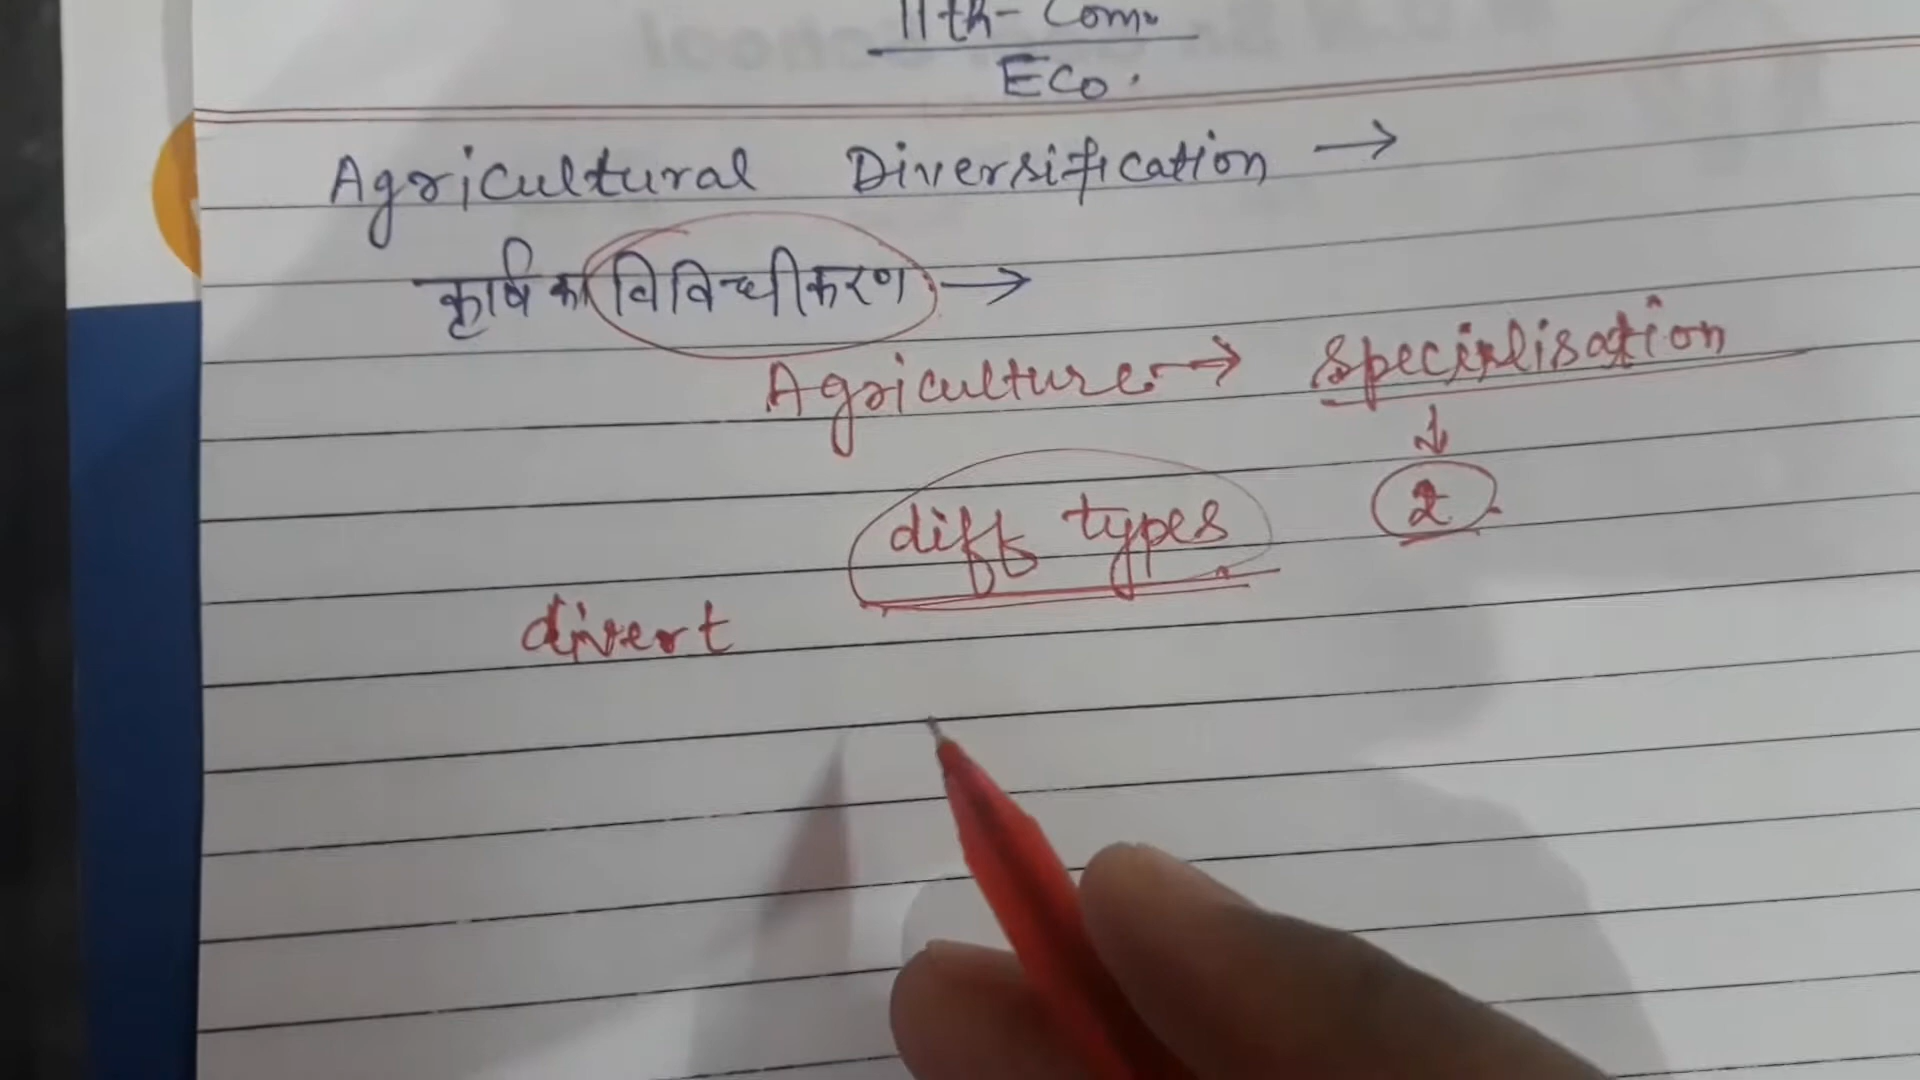 11th- Com.
Eco.
Agricultural Diversification →
कृषि का विविधीकरण →
Agriculture → Specialisation
↓
diff types 2
divert